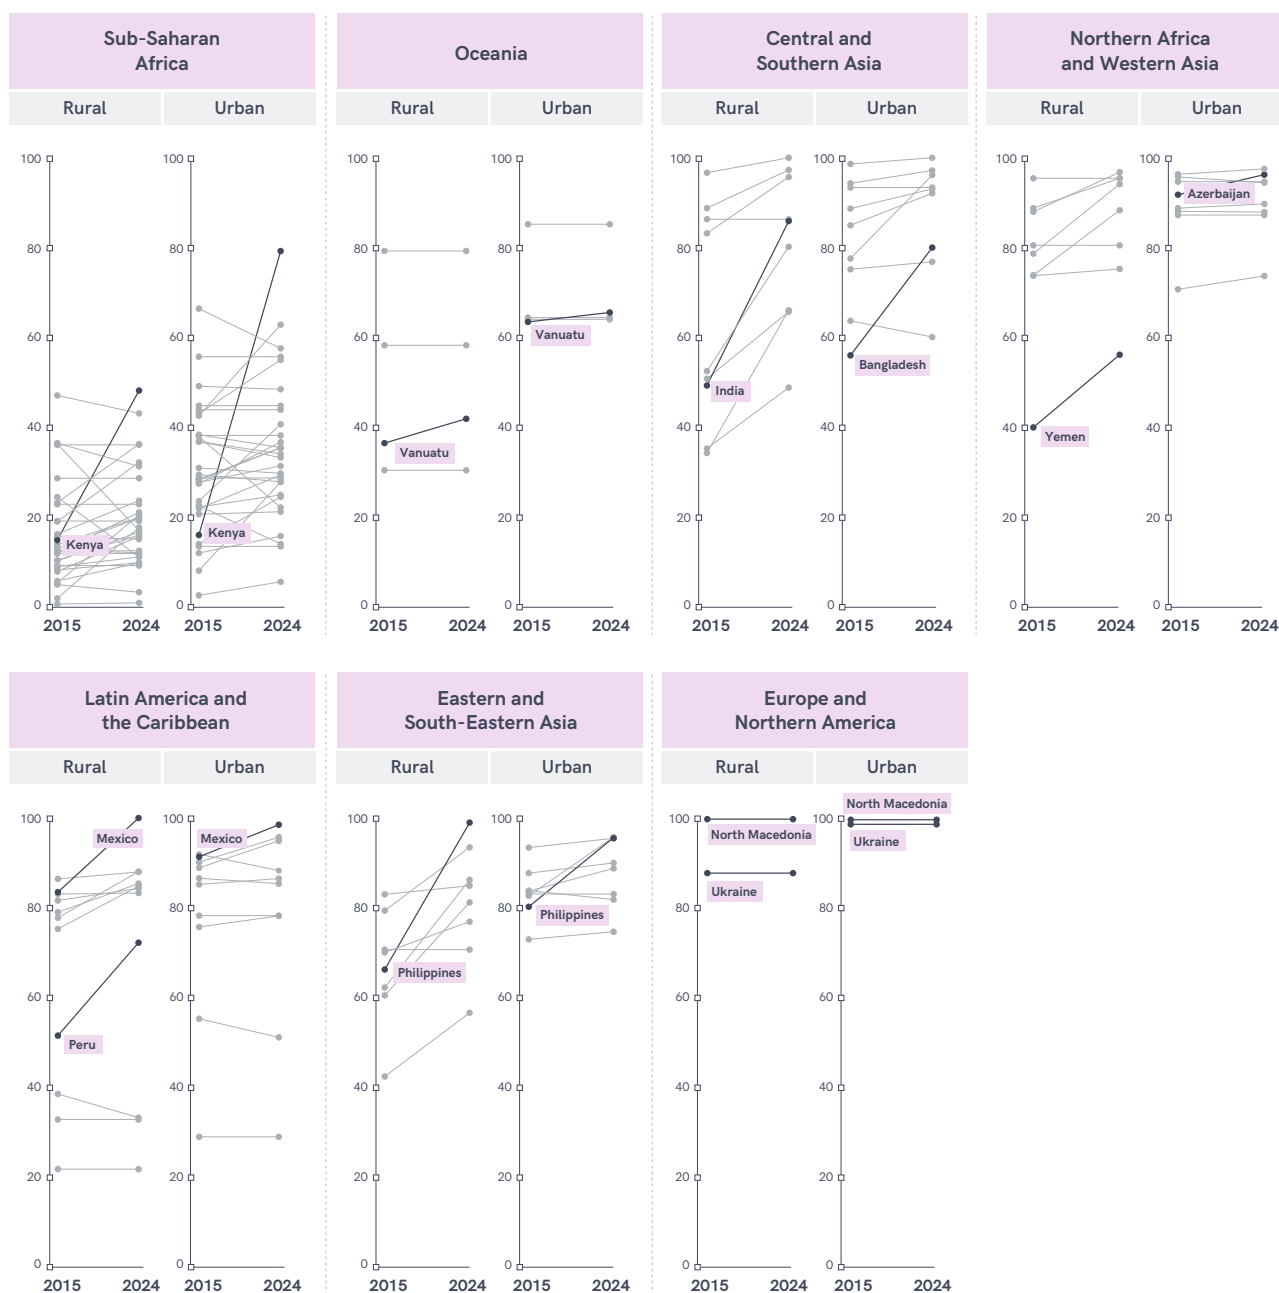 Sub-Saharan
Africa
Oceania
Central and
Southern Asia
Northern Africa
and Western Asia
Rural
Urban
Rural
Urban
Rural
Urban
Rural
Urban
100
80
60
40
20
0
Kenya
2015
2024
100
80
60
40
20
0
Kenya
2015
2024
100
80
60
40
20
0
Vanuatu
2015
2024
100
80
60
40
20
0
Vanuatu
2015
2024
100
80
60
40
20
0
India
2015
2024
100
80
60
40
20
0
Bangladesh
2015
2024
100
80
60
40
20
0
Yemen
2015
2024
100
80
60
40
20
0
Azerbaijan
2015
2024
Latin America and
the Caribbean
Eastern and
South-Eastern Asia
Europe and
Northern America
Rural
Urban
Rural
Urban
Rural
Urban
100
80
60
40
20
0
Mexico
Peru
2015
2024
100
80
60
40
20
0
Mexico
2015
2024
100
80
60
40
20
0
Philippines
2015
2024
100
80
60
40
20
0
Philippines
2015
2024
100
80
60
40
20
0
North Macedonia
Ukraine
2015
2024
100
80
60
40
20
0
North Macedonia
Ukraine
2015
2024